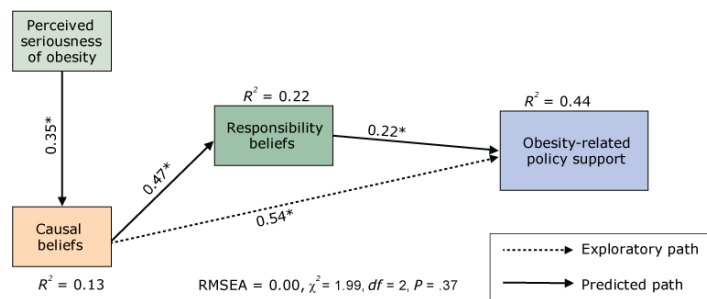 Perceived
seriousness
of obesity
R² = 0.22
R² = 0.44
0.35*
Responsibility
beliefs
0.22*
Obesity-related
policy support
0.47*
0.54*
Causal
beliefs
R² = 0.13
RMSEA = 0.00, χ² = 1.99, df = 2, P = .37
Exploratory path
Predicted path